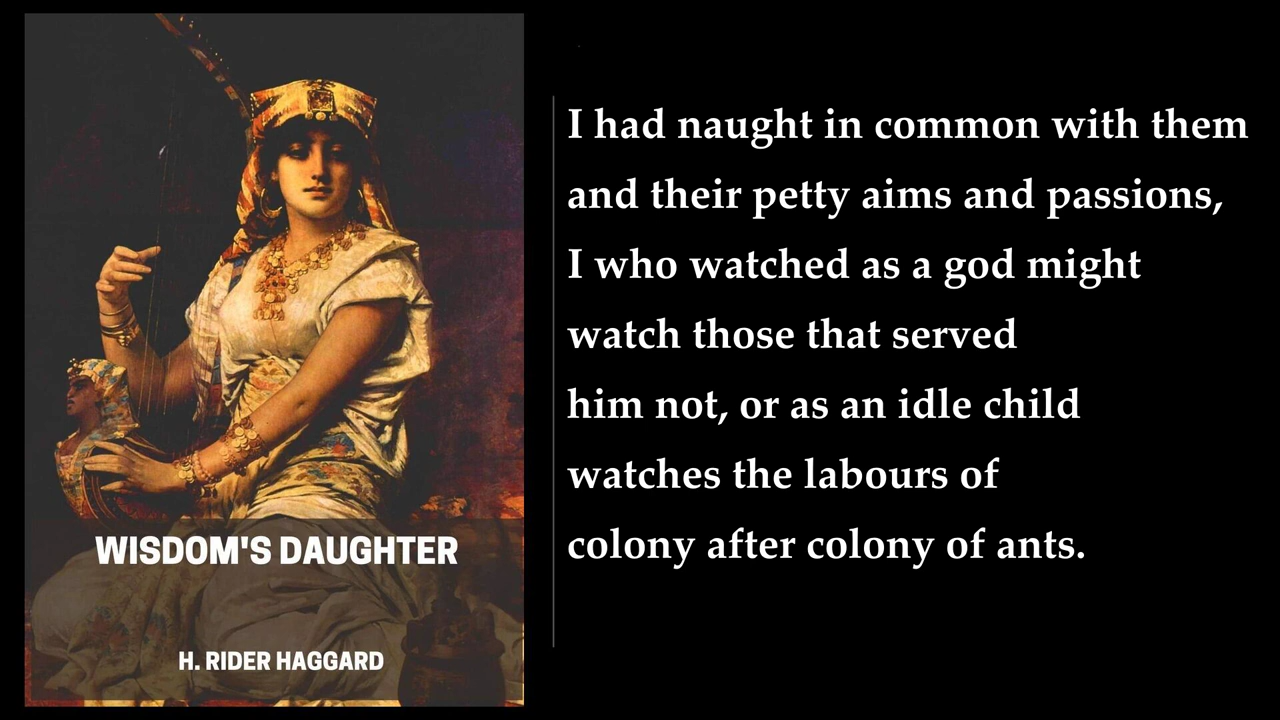 WISDOM'S DAUGHTER
H. RIDER HAGGARD
I had naught in common with them
and their petty aims and passions,
I who watched as a god might
watch those that served
him not, or as an idle child
watches the labours of
colony after colony of ants.